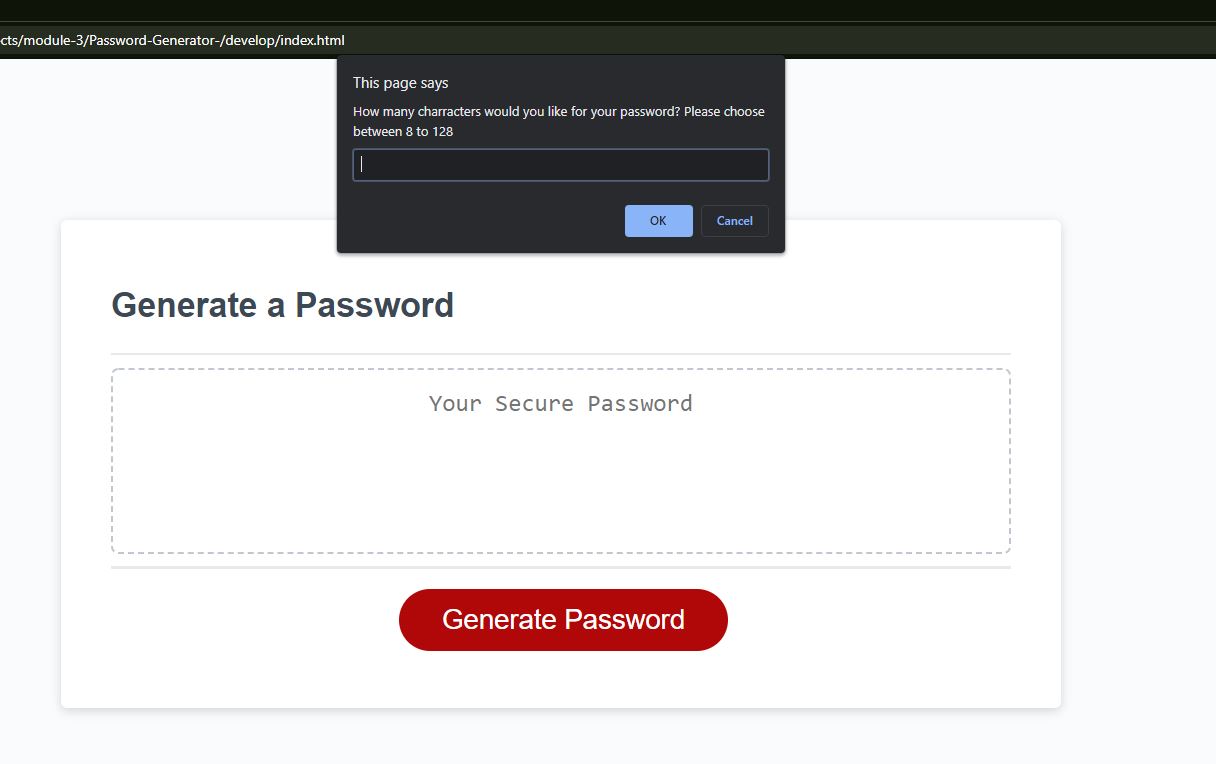 cts/module-3/Password-Generator-/develop/index.html
This page says
How many charracters would you like for your password? Please choose
between 8 to 128
OK Cancel
Generate a Password
Your Secure Password
Generate Password